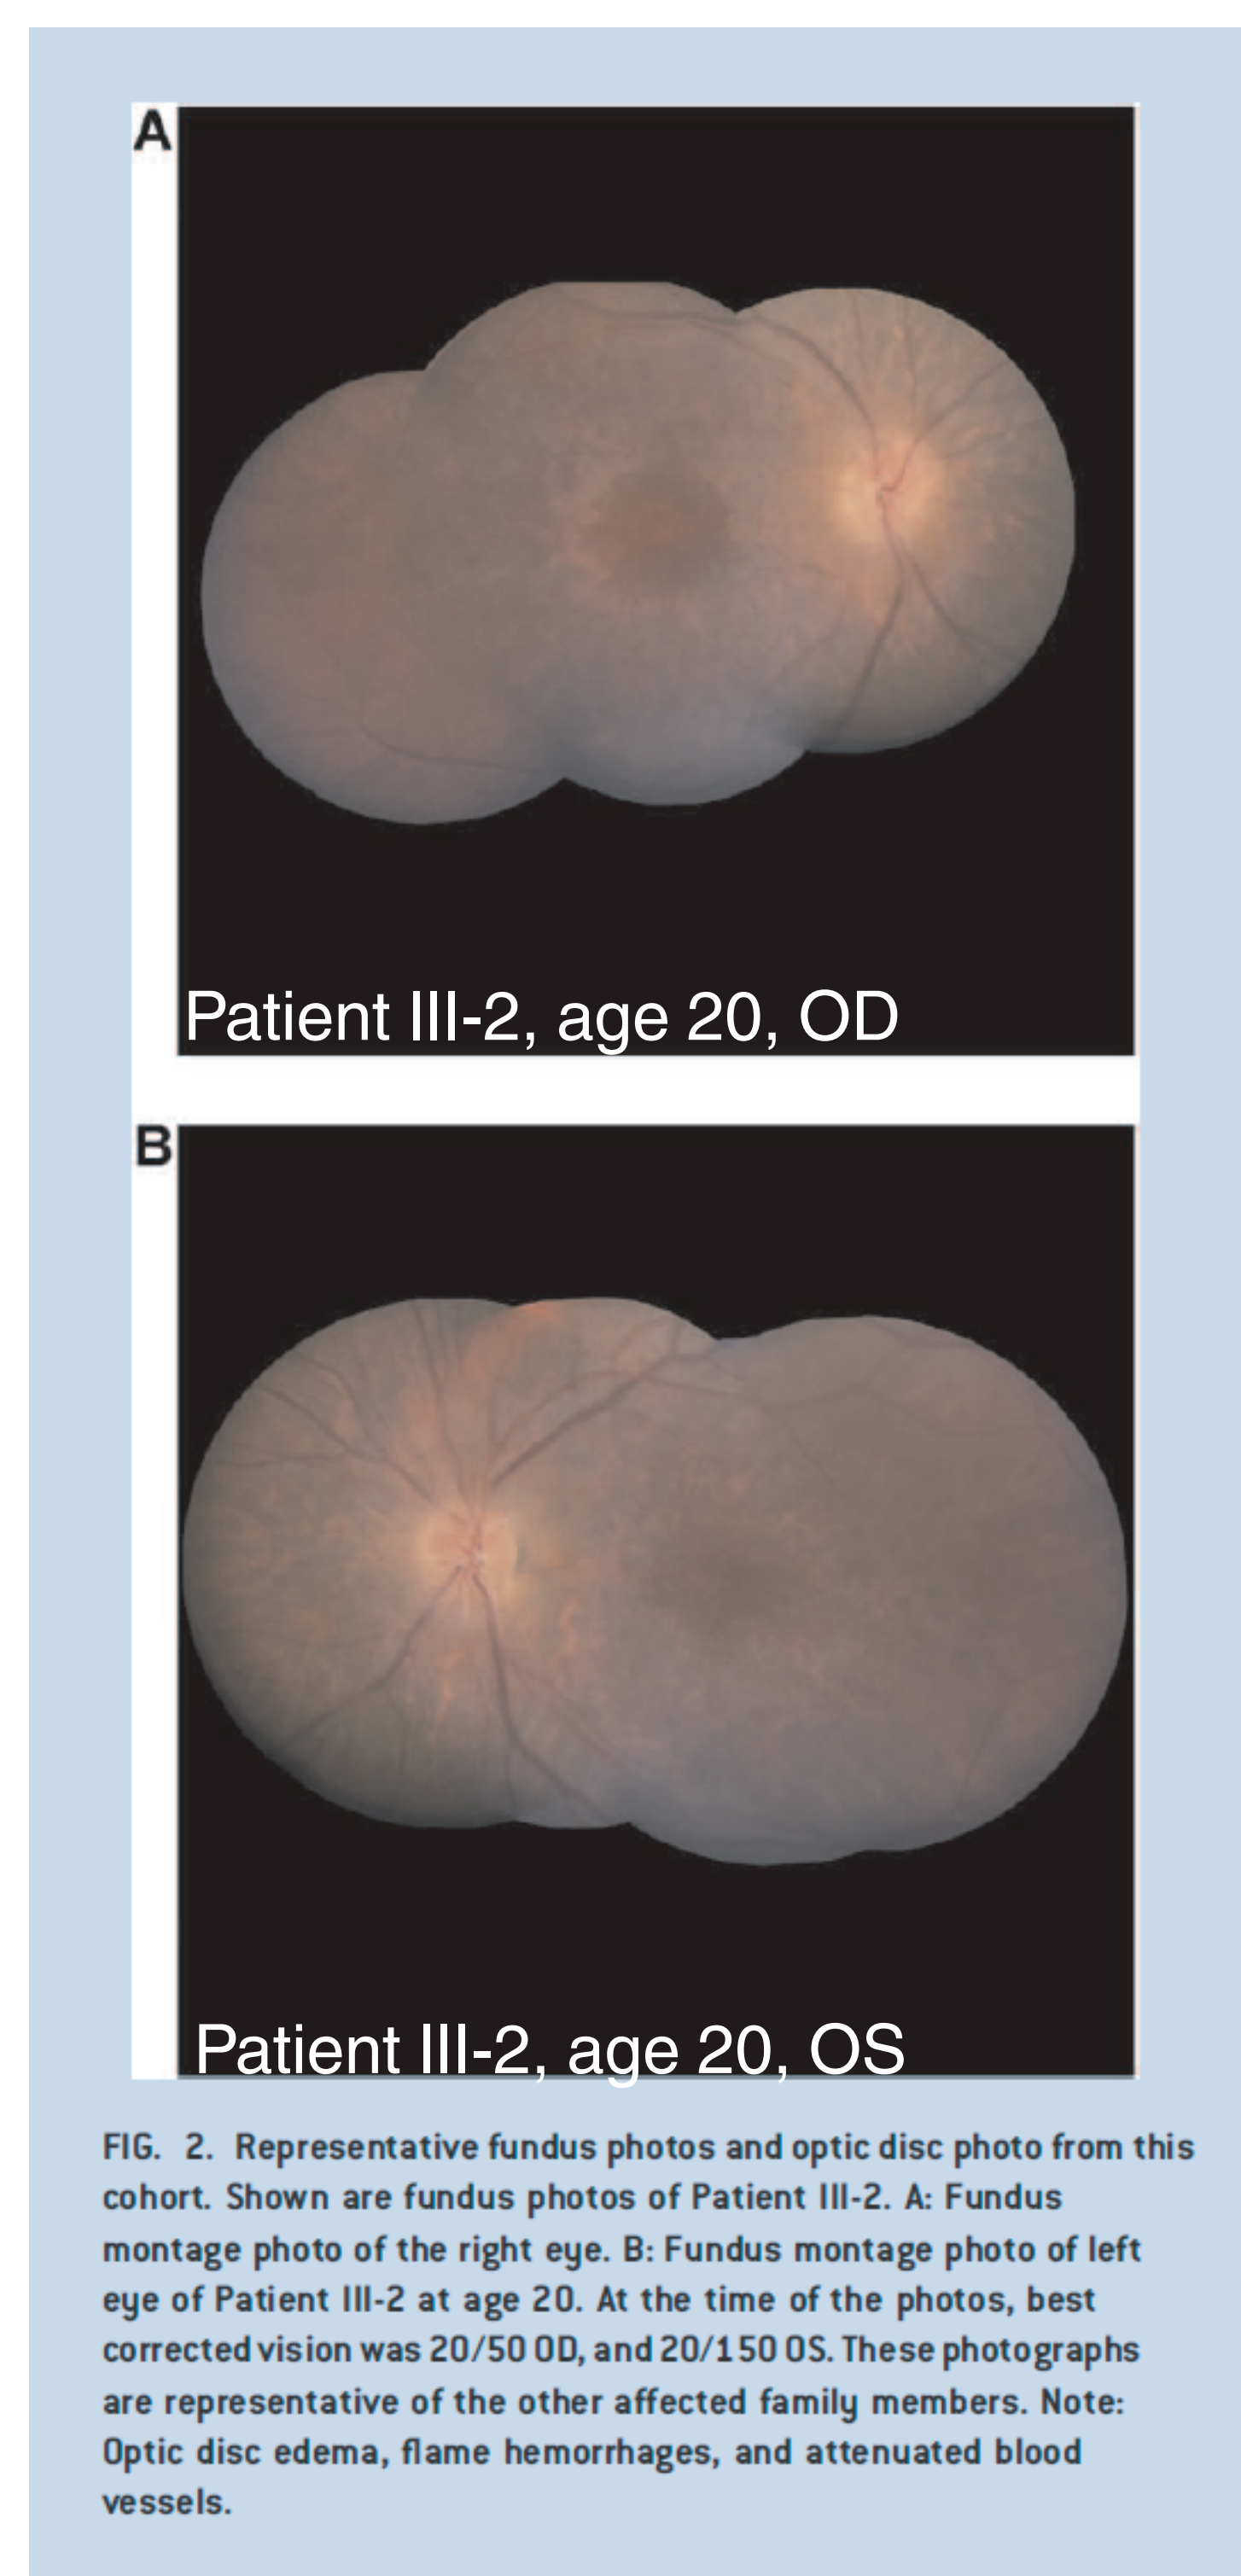 A
Patient III-2, age 20, OD
B
Patient III-2, age 20, OS
FIG. 2. Representative fundus photos and optic disc photo from this
cohort. Shown are fundus photos of Patient III-2. A: Fundus
montage photo of the right eye. B: Fundus montage photo of left
eye of Patient III-2 at age 20. At the time of the photos, best
corrected vision was 20/50 OD, and 20/150 OS. These photographs
are representative of the other affected family members. Note:
Optic disc edema, flame hemorrhages, and attenuated blood
vessels.